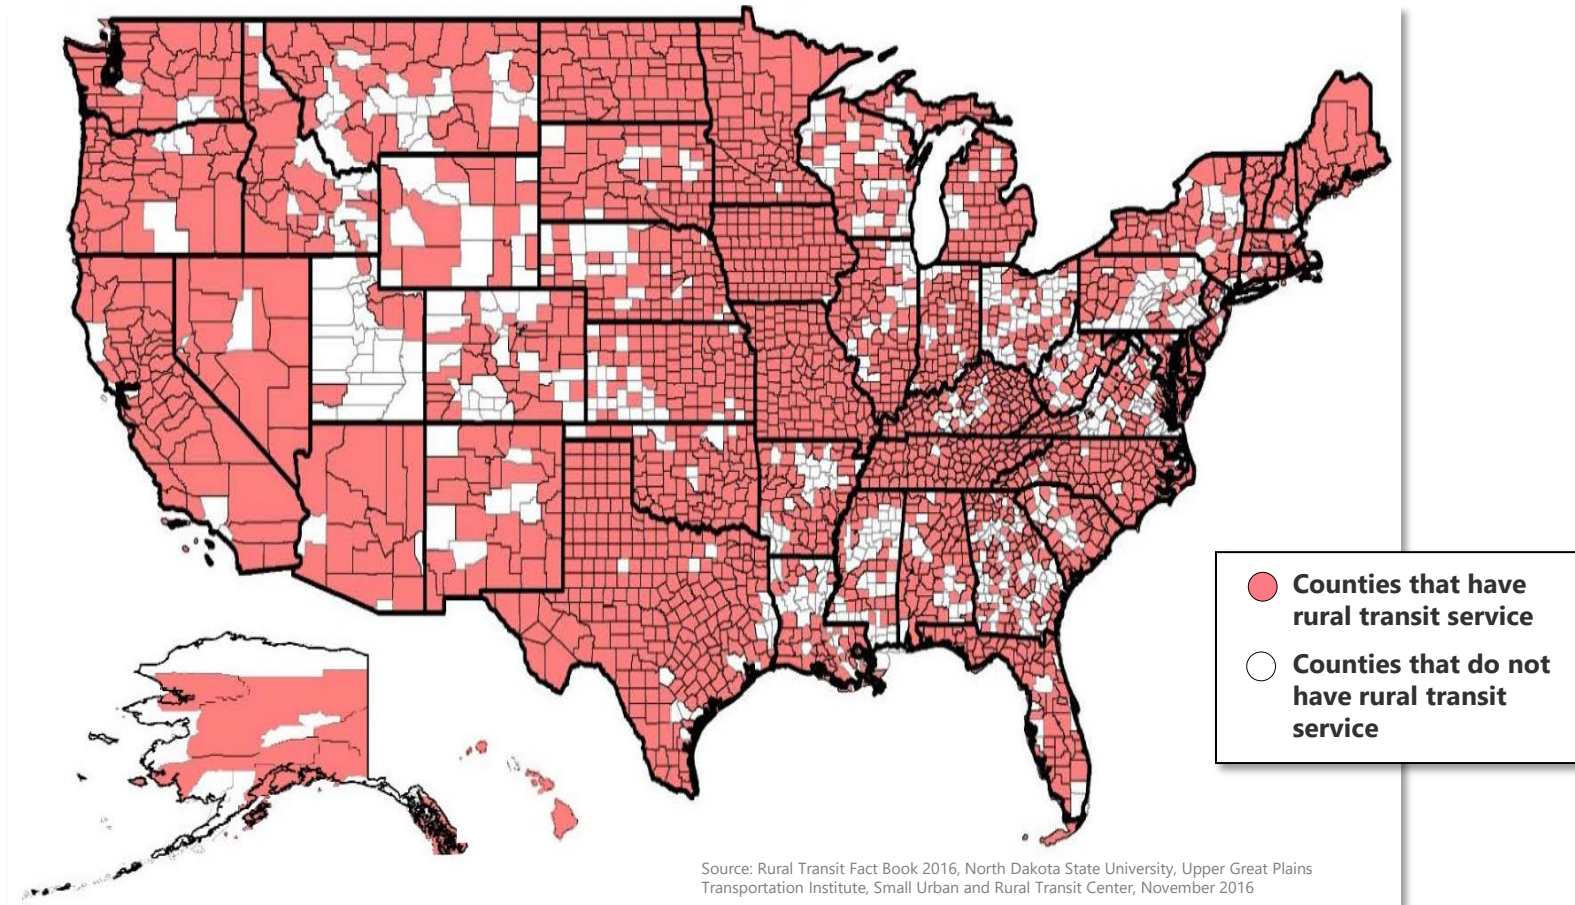 Counties that have
rural transit service
Counties that do not
have rural transit
service
Source: Rural Transit Fact Book 2016, North Dakota State University, Upper Great Plains
Transportation Institute, Small Urban and Rural Transit Center, November 2016